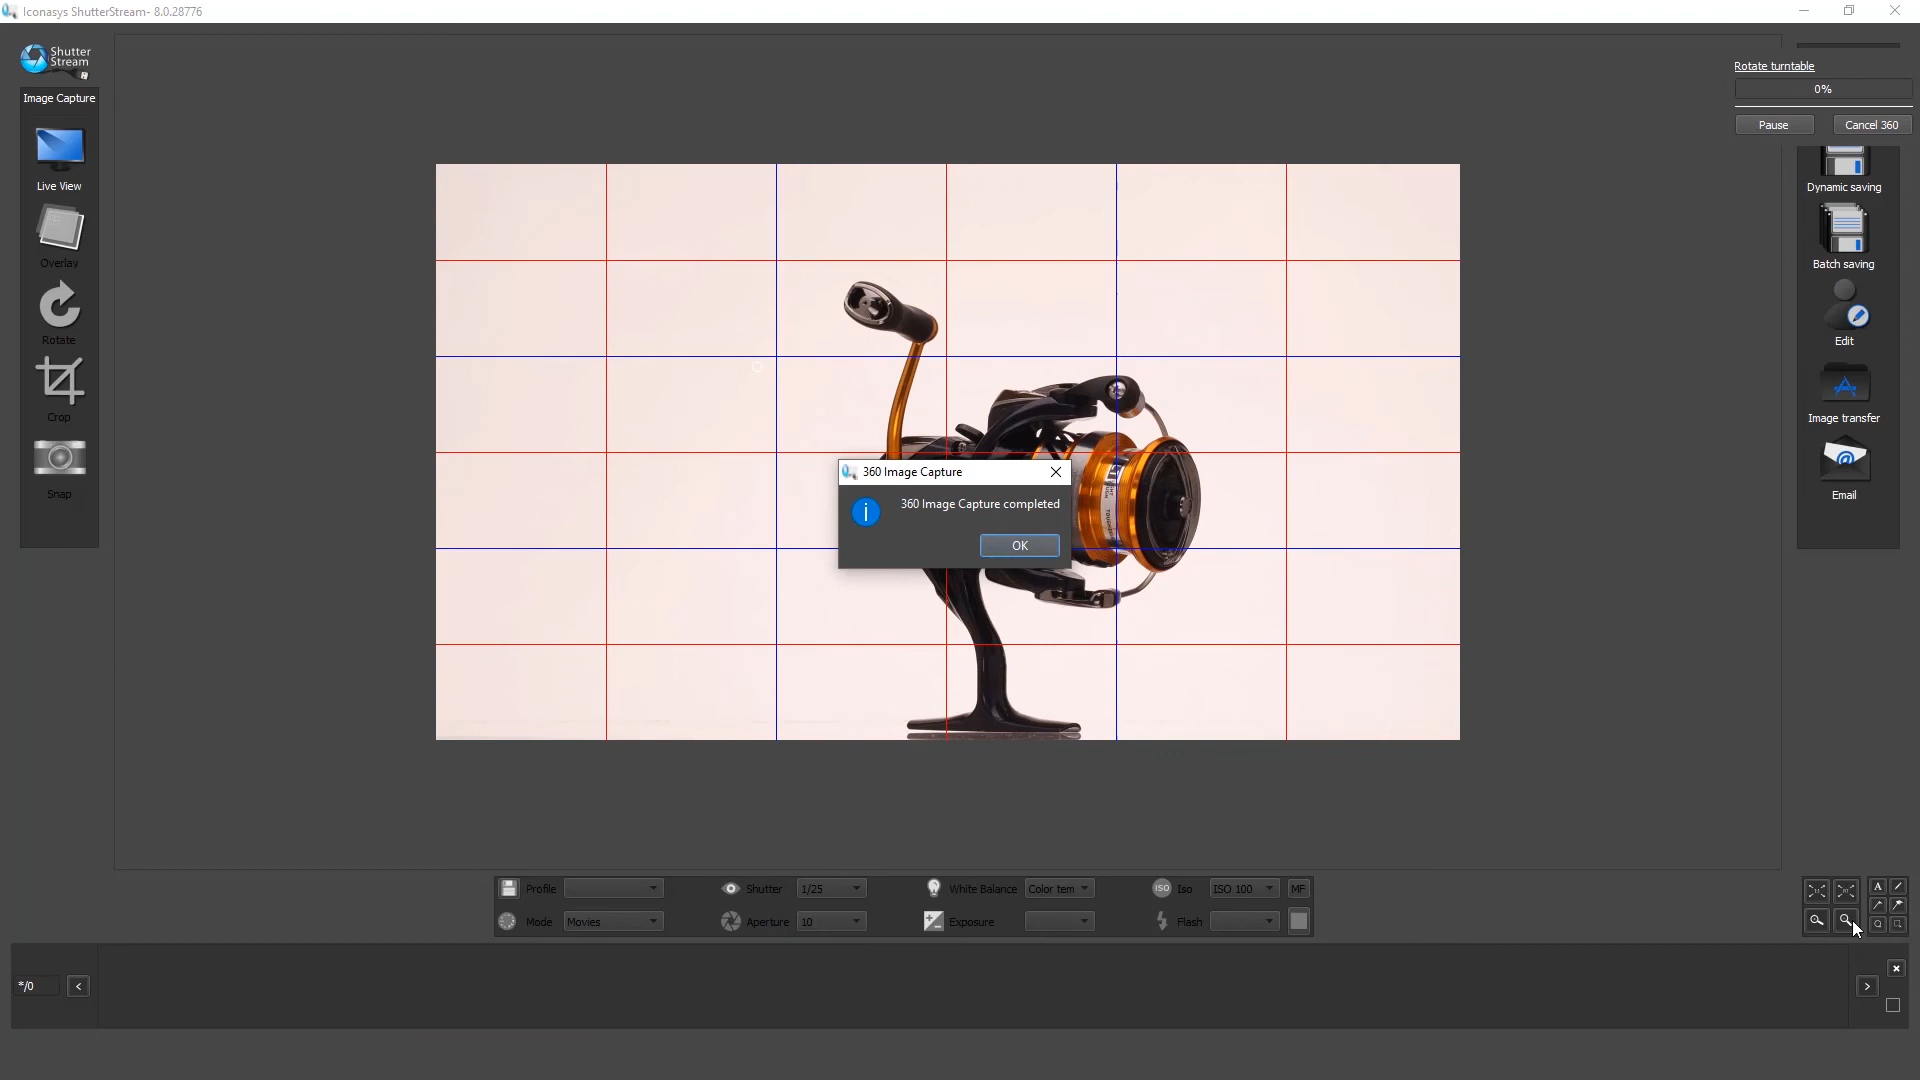 Iconasys ShutterStream- 8.0.28776
Shutter
Stream
Image Capture
Live View
Overlay
Rotate
Crop
Snap
Rotate turntable
0%
Pause
Cancel 360
Dynamic saving
Batch saving
Edit
Image transfer
Email
360 Image Capture
360 Image Capture completed
OK
Profile
Shutter
1/25
White Balance
Color tem
ISO
Iso
ISO 100
MF
Mode
Movies
Aperture
10
Exposure
Flash
A
*/0
<
>